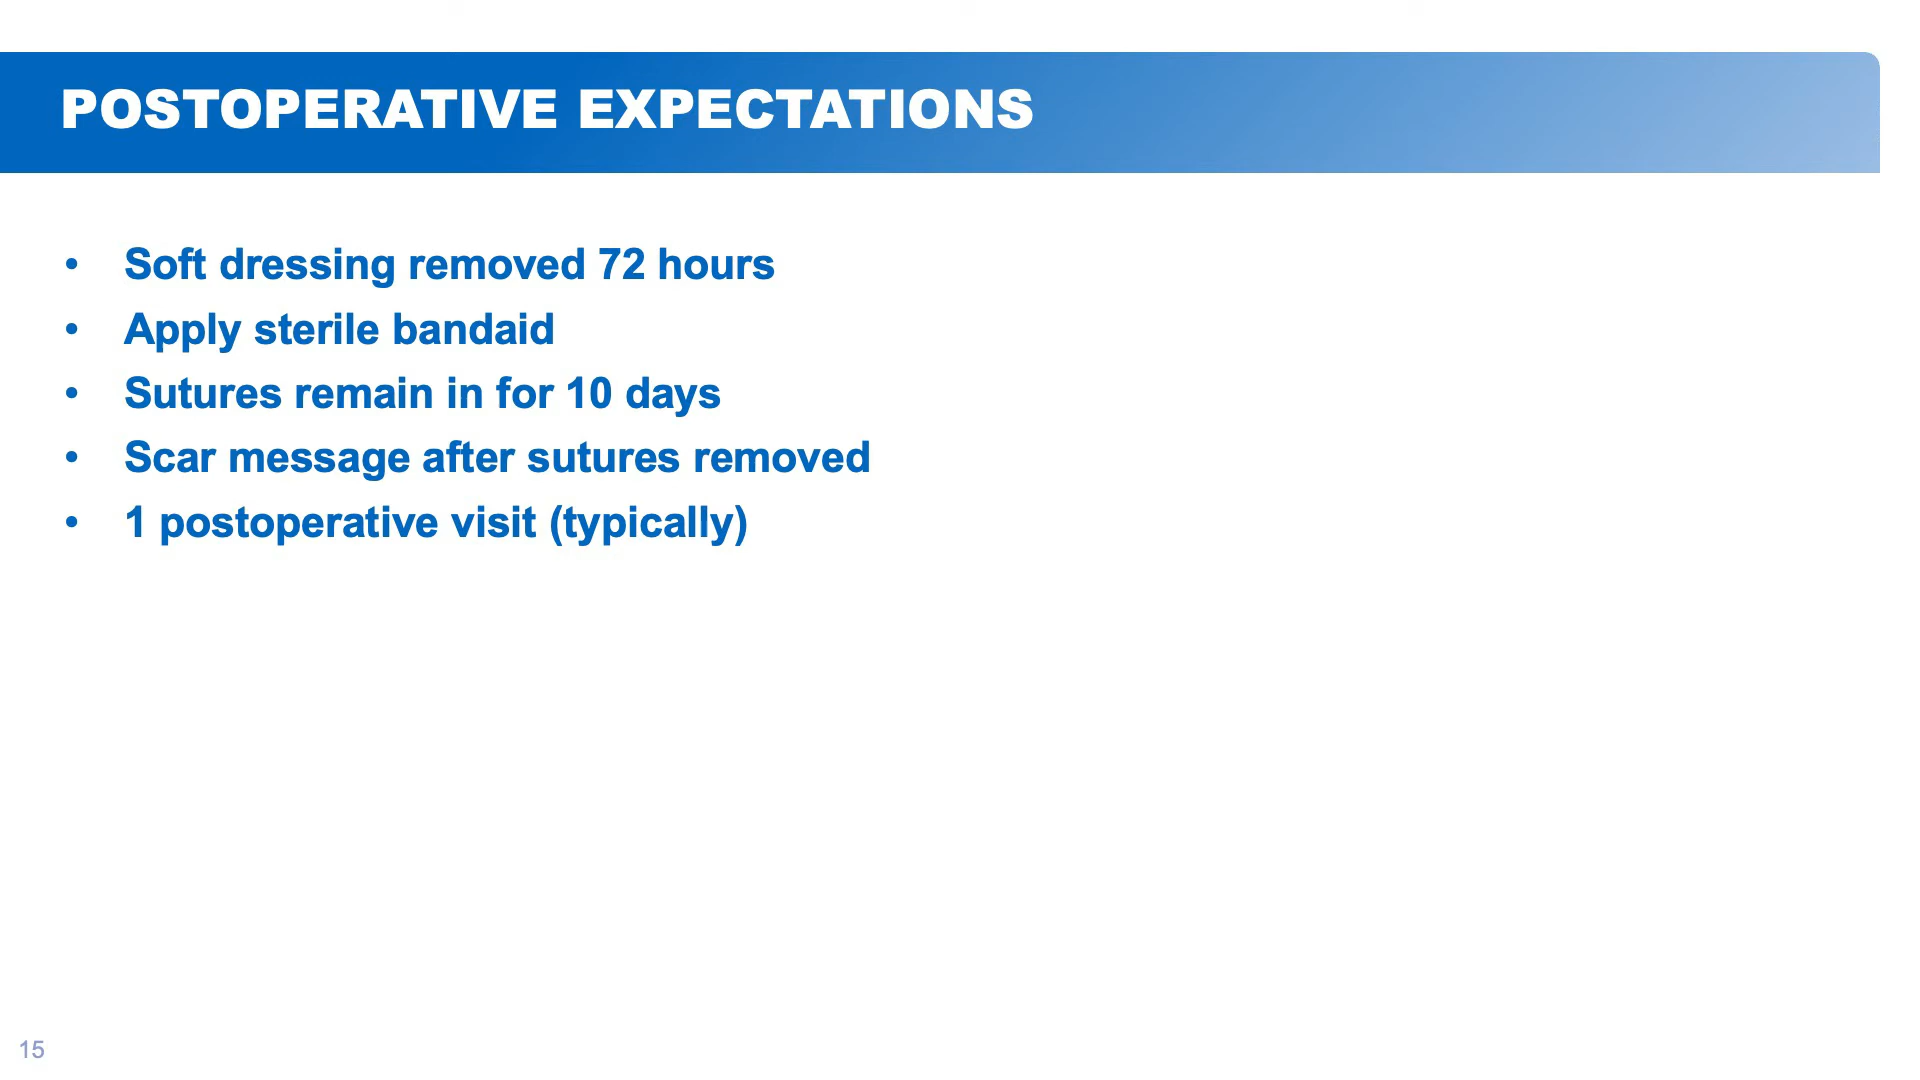 POSTOPERATIVE EXPECTATIONS
• Soft dressing removed 72 hours
• Apply sterile bandaid
• Sutures remain in for 10 days
• Scar message after sutures removed
• 1 postoperative visit (typically)
15